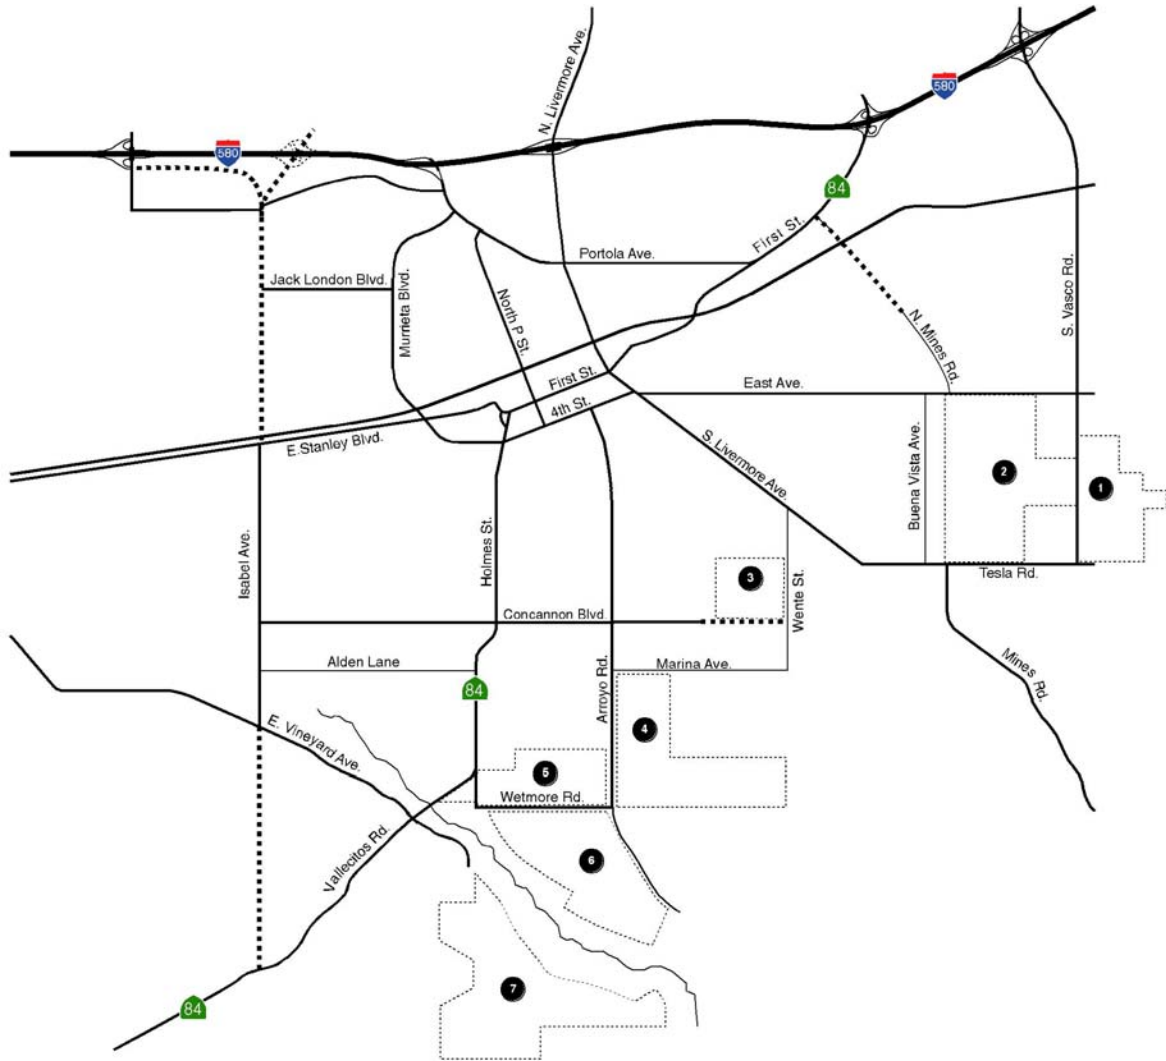 N. Livermore Ave.
580
580
84
First St.
Portola Ave.
Jack London Blvd.
Murrieta Blvd.
North P St.
N. Mines Rd.
S. Vasco Rd.
First St.
East Ave.
4th St.
E. Stanley Blvd.
S. Livermore Ave.
Buena Vista Ave.
2
1
Isabel Ave.
Holmes St.
3
Tesla Rd.
Concannon Blvd
Wente St.
Alden Lane
Marina Ave.
Mines Rd.
84
Arroyo Rd.
4
E. Vineyard Ave.
5
Wetmore Rd.
Vallecitos Rd.
6
7
84